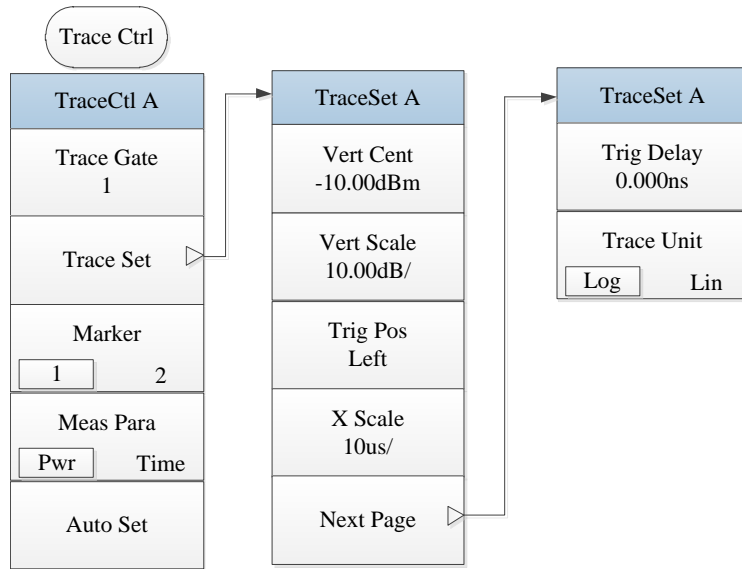 Trace Ctrl
TraceCtl A
Trace Gate
1
Trace Set
Marker
1 2
Meas Para
Pwr Time
Auto Set
TraceSet A
Vert Cent
-10.00dBm
Vert Scale
10.00dB/
Trig Pos
Left
X Scale
10us/
Next Page
TraceSet A
Trig Delay
0.000ns
Trace Unit
Log Lin